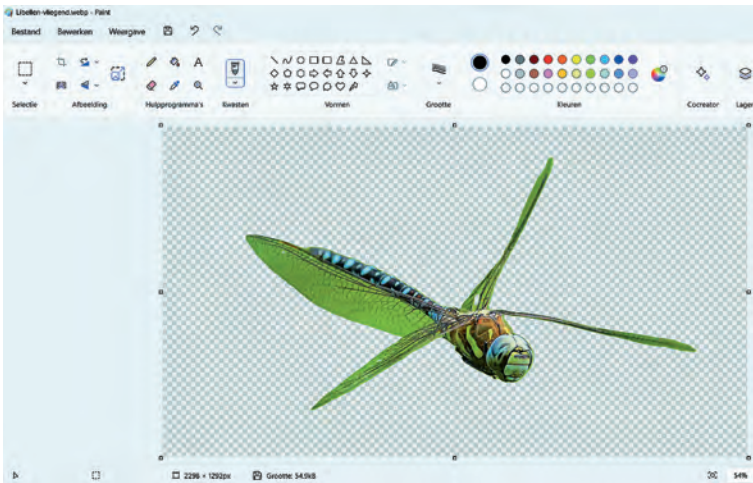 Libellen-vliegend.webp - Paint
Bestand Bewerken Weergave
A
Selectie Afbeelding Hulpprogramma's Kwasten Vormen Grootte Kleuren Cocreator Lagen
2296 × 1292px Grootte: 54.9kB 54%